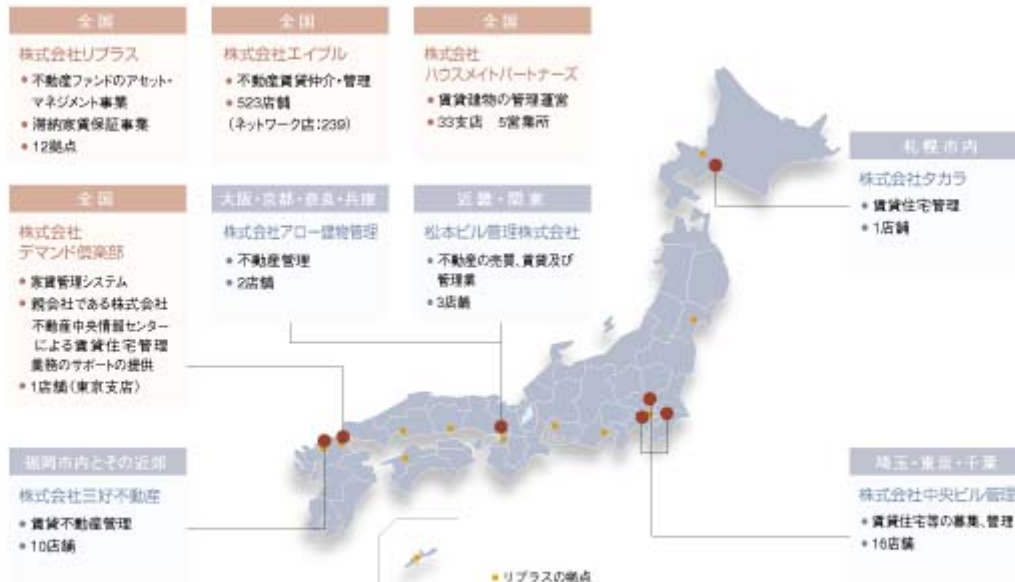 全国
株式会社リプラス
● 不動産ファンドのアセット・
マネジメント事業
● 滞納家賃保証事業
● 12拠点
全国
株式会社エイブル
● 不動産賃貸仲介・管理
● 523店舗
(ネットワーク店:239)
全国
株式会社
ハウスメイトパートナーズ
● 賃貸建物の管理運営
● 33支店 5営業所
札幌市内
株式会社タカラ
● 賃貸住宅管理
● 1店舗
全国
株式会社
デマンド倶楽部
● 家賃管理システム
● 親会社である株式会社
不動産中央情報センター
による賃貸住宅管理
業務のサポートの提供
● 1店舗(東京支店)
大阪・京都・奈良・兵庫
株式会社アロー建物管理
● 不動産管理
● 2店舗
近畿・関東
松本ビル管理株式会社
● 不動産の売買、賃貸及び
管理業
● 3店舗
福岡市内とその近郊
株式会社三好不動産
● 賃貸不動産管理
● 10店舗
埼玉・東京・千葉
株式会社中央ビル管理
● 賃貸住宅等の募集、管理
● 16店舗
■ リプラスの拠点